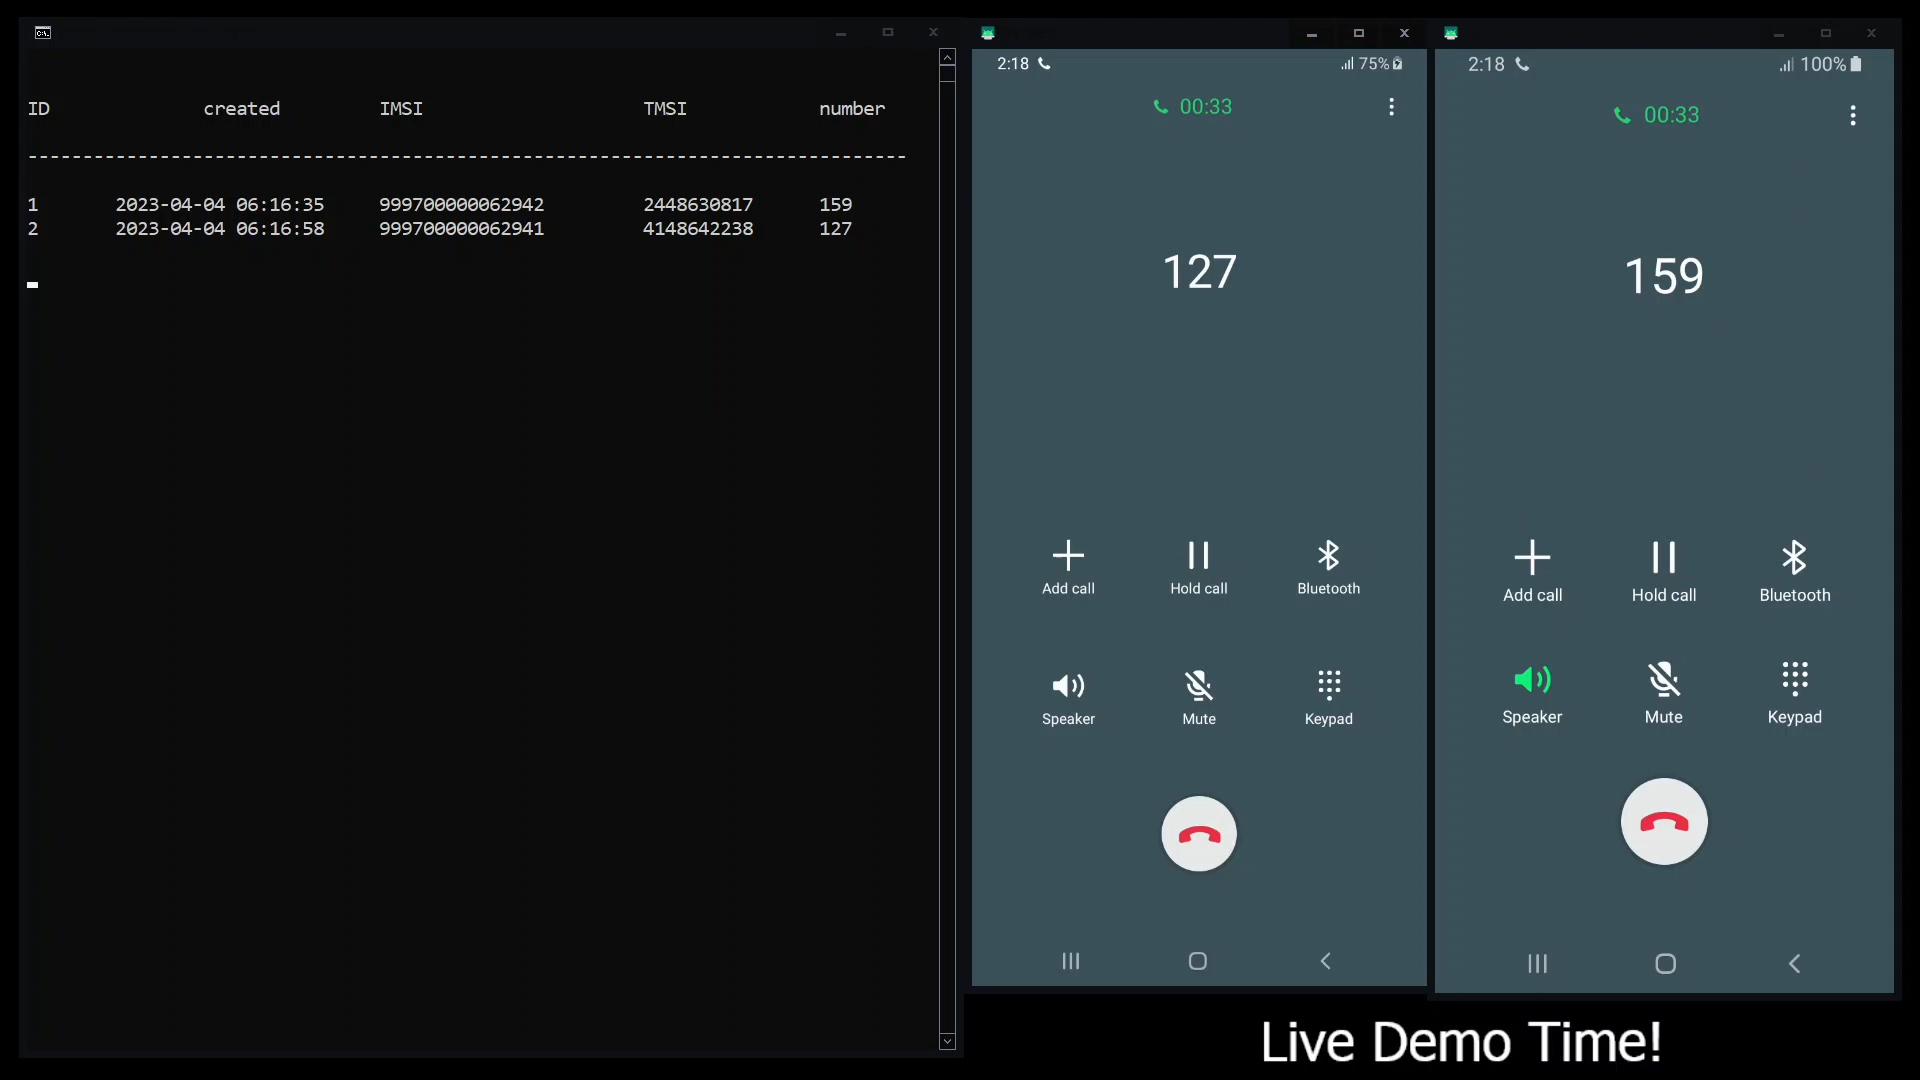 ID created IMSI TMSI number
--------------------------------------------------------------------------------
1 2023-04-04 06:16:35 999700000062942 2448630817 159
2 2023-04-04 06:16:58 999700000062941 4148642238 127
2:18 75%
00:33
127
Add call Hold call Bluetooth
Speaker Mute Keypad
2:18 100%
00:33
159
Add call Hold call Bluetooth
Speaker Mute Keypad
Live Demo Time!